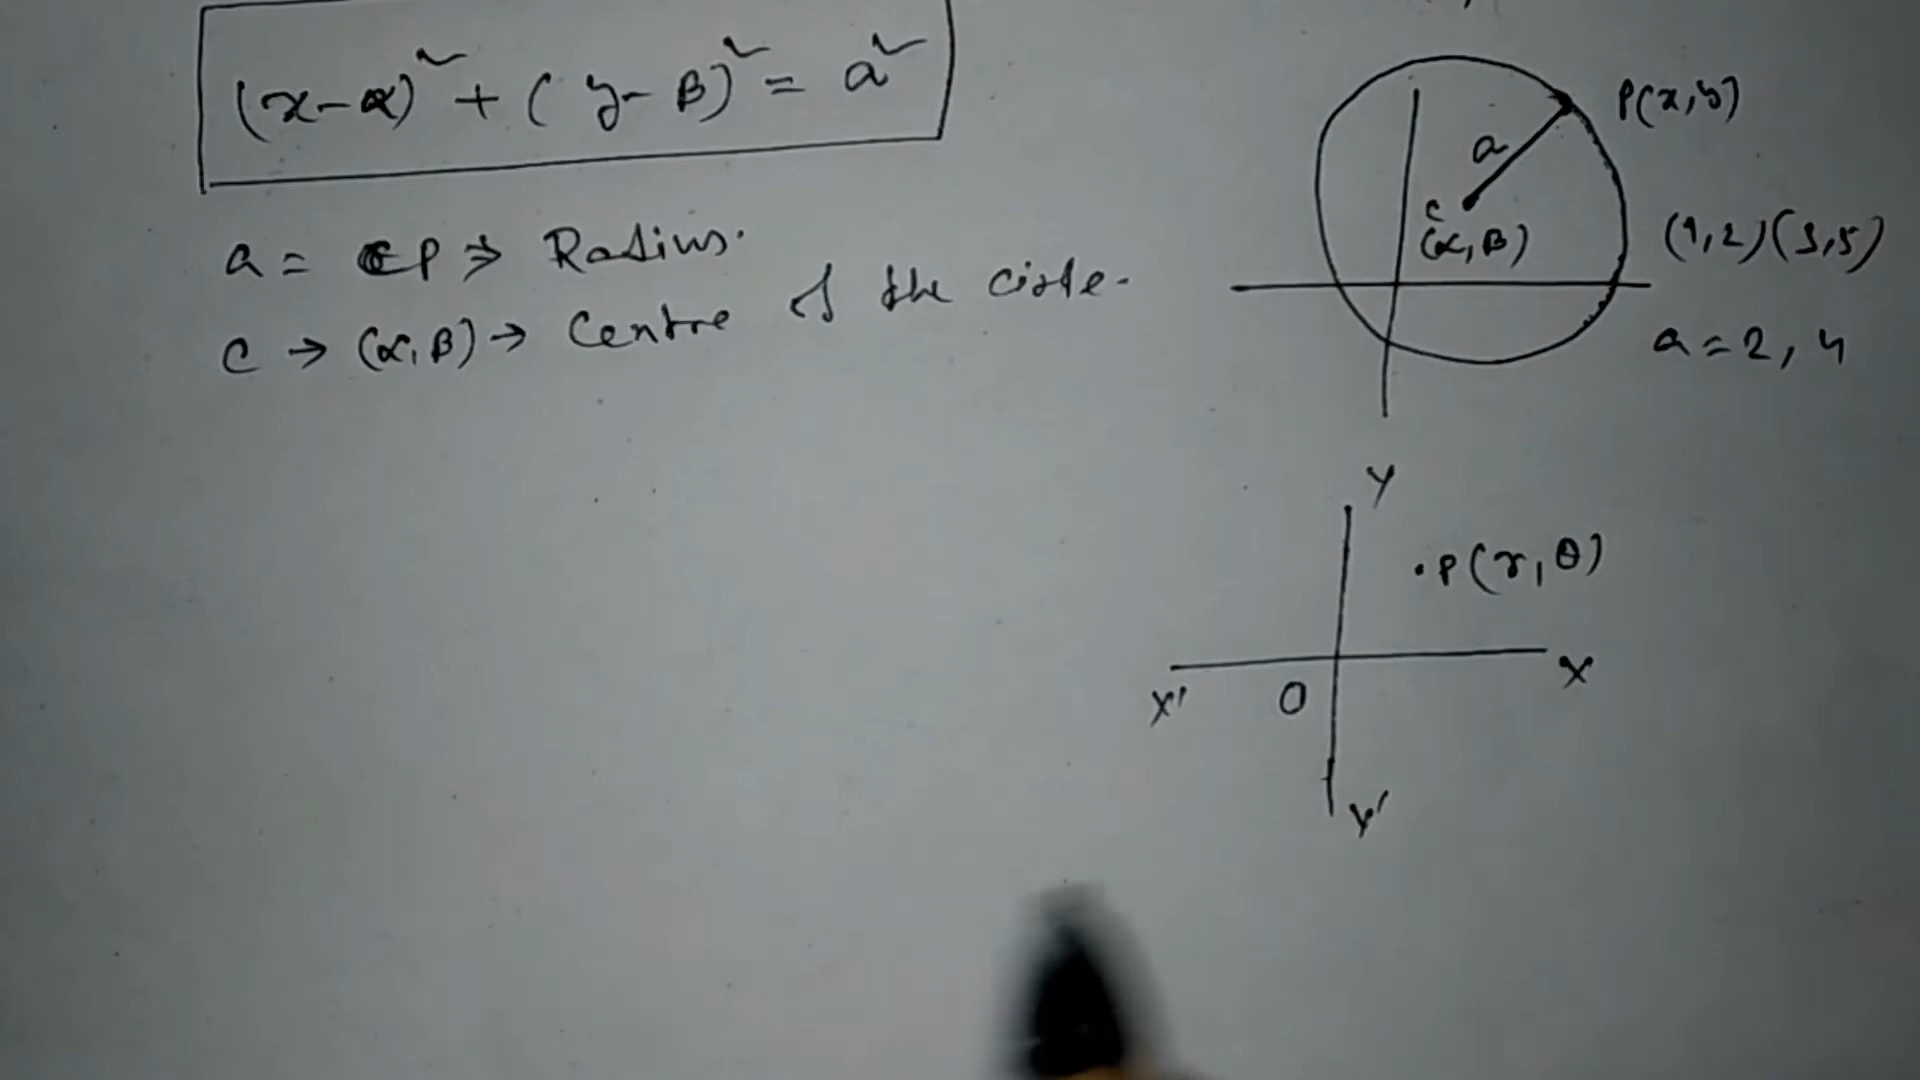 (x-α)² + (y-β)² = a²
a = CP ⇒ Radius.
C → (α,β) → Centre of the circle.
P(x,y)
a
C
(α,β)
(1,2)(3,5)
a=2, 4
Y
.P(r,θ)
X' O X
Y'